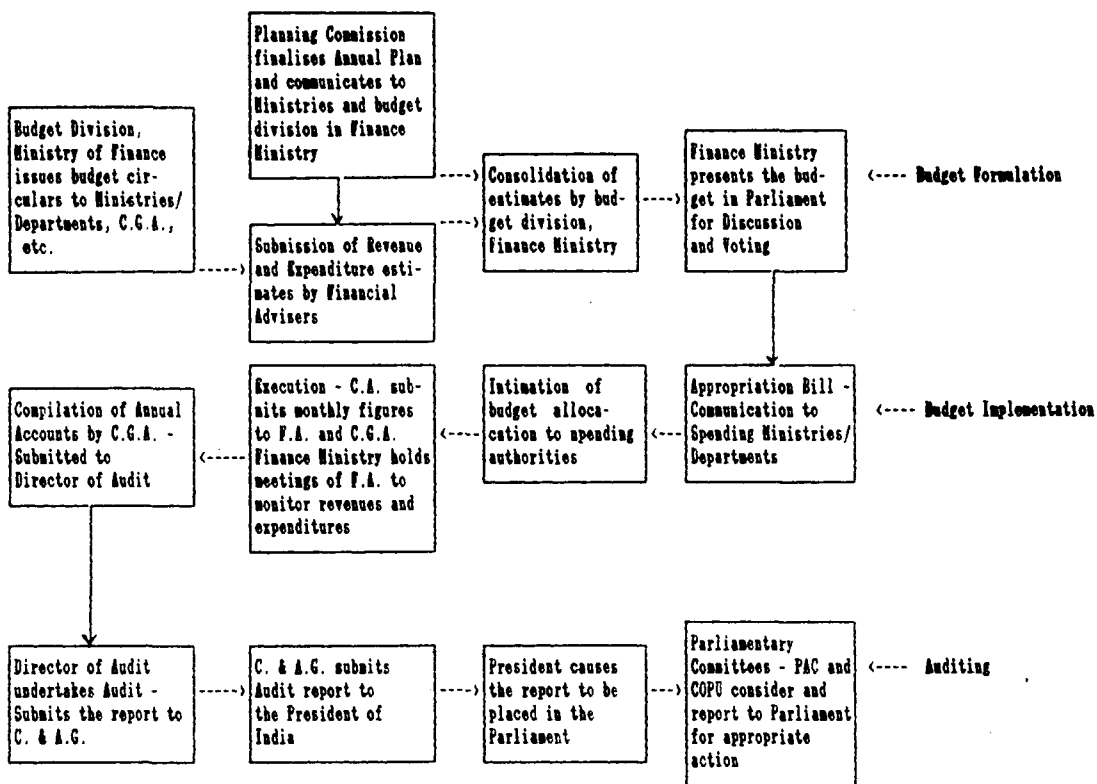 Planning Commission
finalises Annual Plan
and communicates to
Ministries and budget
division in Finance
Ministry
Budget Division,
Ministry of Finance
issues budget cir-
culars to Ministries/
Departments, C.G.A.,
etc.
Submission of Revenue
and Expenditure esti-
mates by Financial
Advisers
Consolidation of
estimates by bud-
get division,
Finance Ministry
Finance Ministry
presents the bud-
get in Parliament
for Discussion
and Voting
Budget Formulation
Appropriation Bill -
Communication to
Spending Ministries/
Departments
Budget Implementation
Intimation of
budget alloca-
cation to spending
authorities
Execution - C.A. sub-
mits monthly figures
to F.A. and C.G.A.
Finance Ministry holds
meetings of F.A. to
monitor revenues and
expenditures
Compilation of Annual
Accounts by C.G.A. -
Submitted to
Director of Audit
Director of Audit
undertakes Audit -
Submits the report to
C. & A.G.
C. & A.G. submits
Audit report to
the President of
India
President causes
the report to be
placed in the
Parliament
Parliamentary
Committees - PAC and
COPU consider and
report to Parliament
for appropriate
action
Auditing